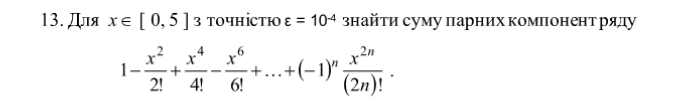 13. Для x ∈ [ 0, 5 ] з точністю ε = 10⁻⁴ знайти суму парних компонент ряду
1 − x²/2! + x⁴/4! − x⁶/6! + … + (−1)ⁿ x²ⁿ/(2n)! .